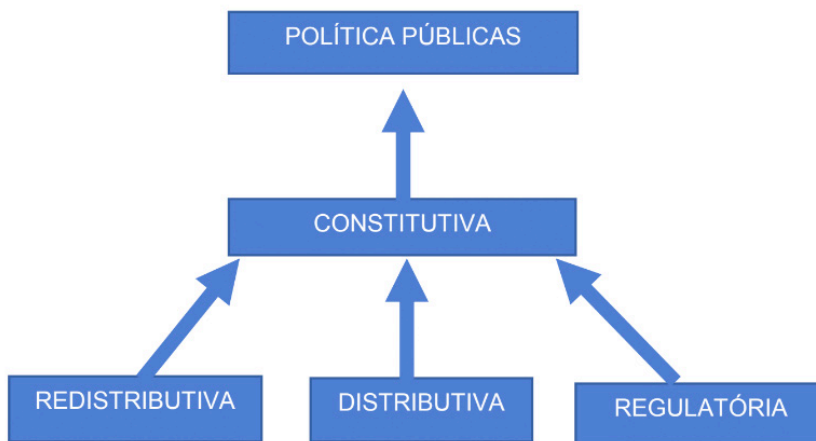 POLÍTICA PÚBLICAS
CONSTITUTIVA
REDISTRIBUTIVA
DISTRIBUTIVA
REGULATÓRIA